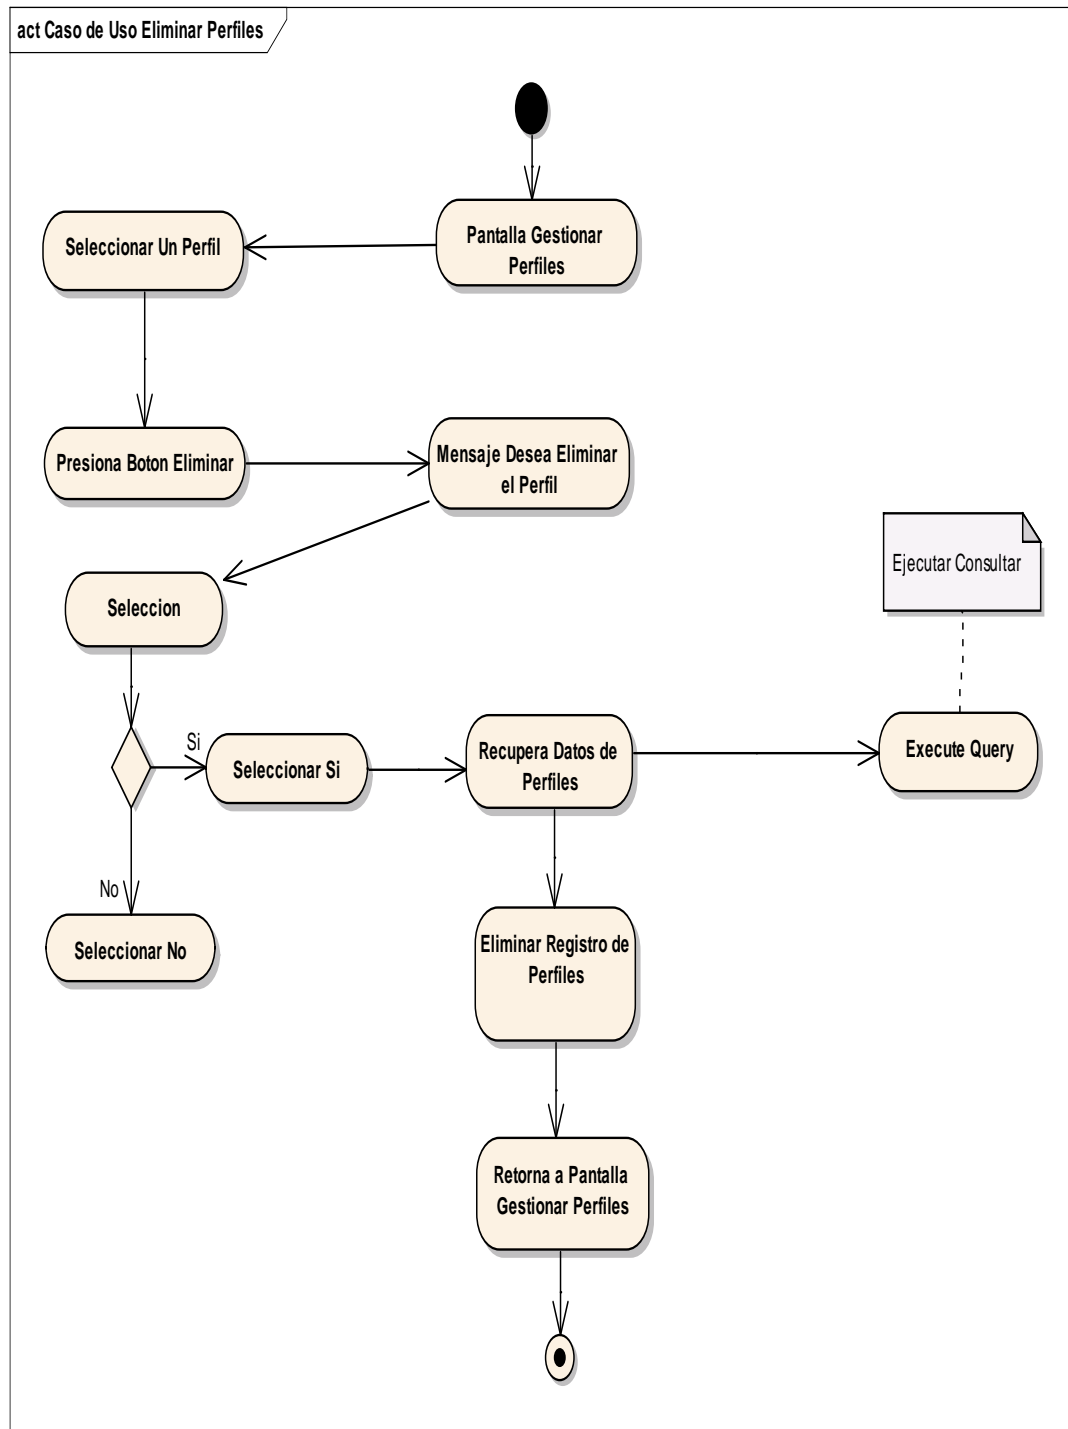 act Caso de Uso Eliminar Perfiles
Pantalla Gestionar
Perfiles
Seleccionar Un Perfil
Presiona Boton Eliminar
Mensaje Desea Eliminar
el Perfil
Ejecutar Consultar
Seleccion
Si
Seleccionar Si
Recupera Datos de
Perfiles
Execute Query
No
Seleccionar No
Eliminar Registro de
Perfiles
Retorna a Pantalla
Gestionar Perfiles